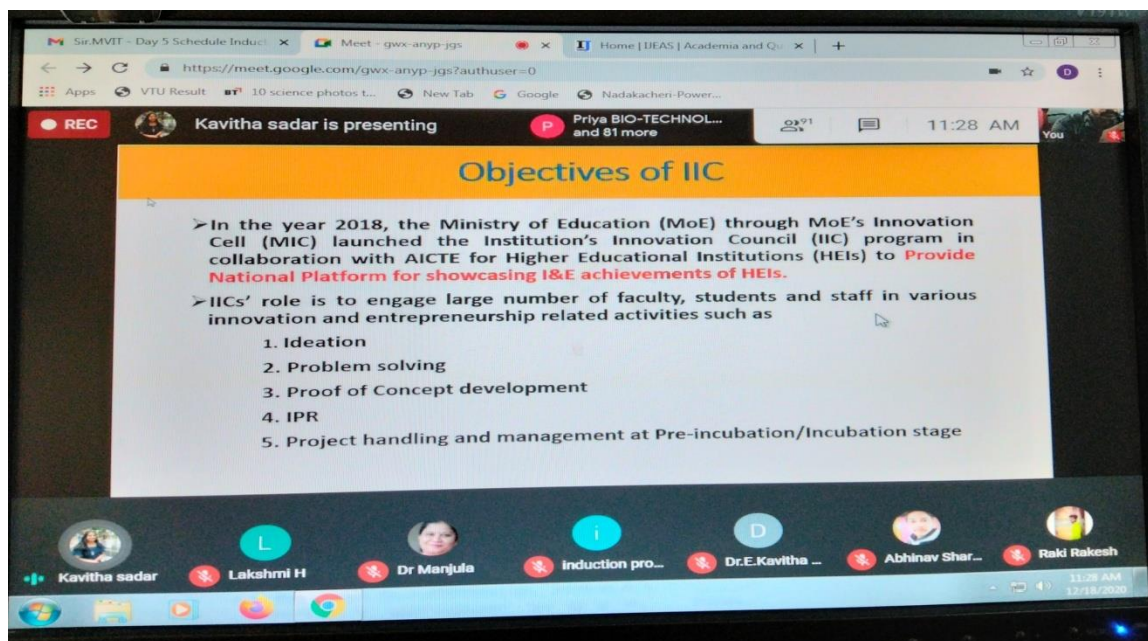 Sir.MVIT - Day 5 Schedule Induc
Meet - gwx-anyp-jgs
Home | IJEAS | Academia and Qu
https://meet.google.com/gwx-anyp-jgs?authuser=0
Apps VTU Result 10 science photos t... New Tab Google Nadakacheri-Power...
REC
Kavitha sadar is presenting
P
Priya BIO-TECHNOL...
and 81 more
91
11:28 AM
You
Objectives of IIC
➢In the year 2018, the Ministry of Education (MoE) through MoE's Innovation
Cell (MIC) launched the Institution's Innovation Council (IIC) program in
collaboration with AICTE for Higher Educational Institutions (HEIs) to Provide
National Platform for showcasing I&E achievements of HEIs.
➢IICs' role is to engage large number of faculty, students and staff in various
innovation and entrepreneurship related activities such as
1. Ideation
2. Problem solving
3. Proof of Concept development
4. IPR
5. Project handling and management at Pre-incubation/Incubation stage
L
i
D
Kavitha sadar
Lakshmi H
Dr Manjula
induction pro...
Dr.E.Kavitha ...
Abhinav Shar...
Raki Rakesh
11:28 AM
12/18/2020